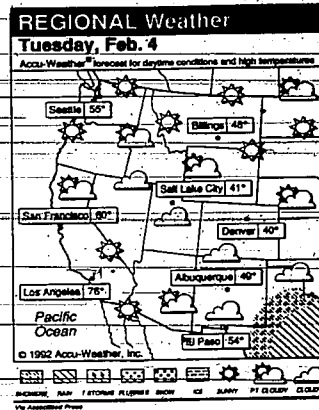 REGIONAL Weather
Tuesday, Feb. 4
Accu-Weather® forecast for daytime conditions and high temperatures
Seattle 55°
Billings 48°
Salt Lake City 41°
San Francisco 60°
Denver 40°
Albuquerque 49°
Los Angeles 76°
Pacific
Ocean
El Paso 54°
© 1992 Accu-Weather, Inc.
SHOWERS RAIN T-STORMS FLURRIES SNOW ICE SUNNY PT CLOUDY CLOUDY
Via Associated Press